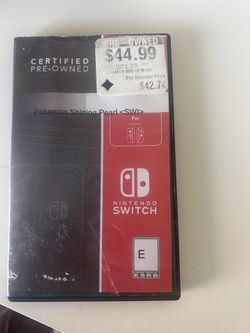 PRE-OWNED
$44.99
CERTIFIED
PRE-OWNED
Pro Member Price
$42.74
Pokemon Shining Pearl <SWI>
For
NINTENDO
SWITCH
E
ESRB